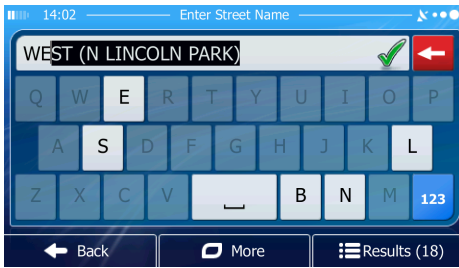 14:02 Enter Street Name
WEST (N LINCOLN PARK)
Q W E R T Y U I O P
A S D F G H J K L
Z X C V B N M 123
Back More Results (18)